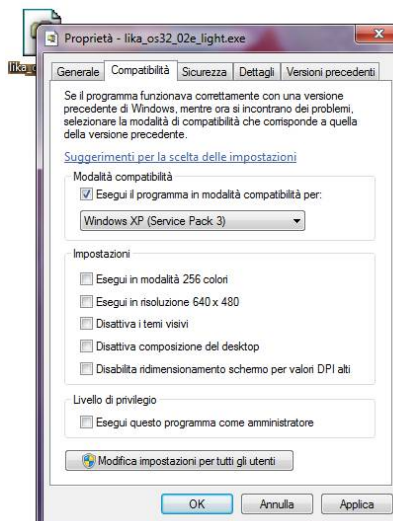 Proprietà - lika_os32_02e_light.exe
Generale Compatibilità Sicurezza Dettagli Versioni precedenti
Se il programma funzionava correttamente con una versione
precedente di Windows, mentre ora si incontrano dei problemi,
selezionare la modalità di compatibilità che corrisponde a quella
della versione precedente.
Suggerimenti per la scelta delle impostazioni
Modalità compatibilità
Esegui il programma in modalità compatibilità per:
Windows XP (Service Pack 3)
Impostazioni
Esegui in modalità 256 colori
Esegui in risoluzione 640 x 480
Disattiva i temi visivi
Disattiva composizione del desktop
Disabilita ridimensionamento schermo per valori DPI alti
Livello di privilegio
Esegui questo programma come amministratore
Modifica impostazioni per tutti gli utenti
OK Annulla Applica